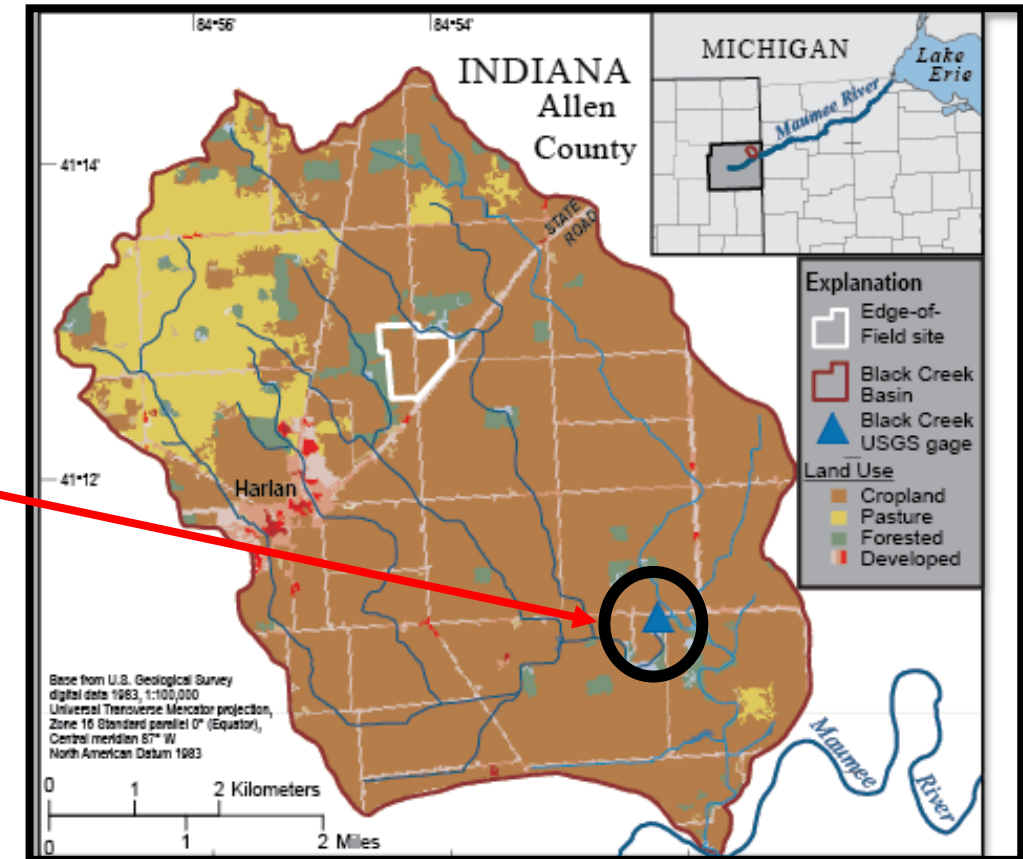 84°56'
84°54'
41°14'
41°12'
INDIANA
Allen
County
STATE
ROAD
Harlan
MICHIGAN
Lake
Erie
Maumee River
Explanation
Edge-of-
Field site
Black Creek
Basin
Black Creek
USGS gage
Land Use
Cropland
Pasture
Forested
Developed
Base from U.S. Geological Survey
digital data 1983, 1:100,000
Universal Transverse Mercator projection,
Zone 16 Standard parallel 0° (Equator),
Central meridian 87° W
North American Datum 1983
0 1 2 Kilometers
0 1 2 Miles
Maumee
River